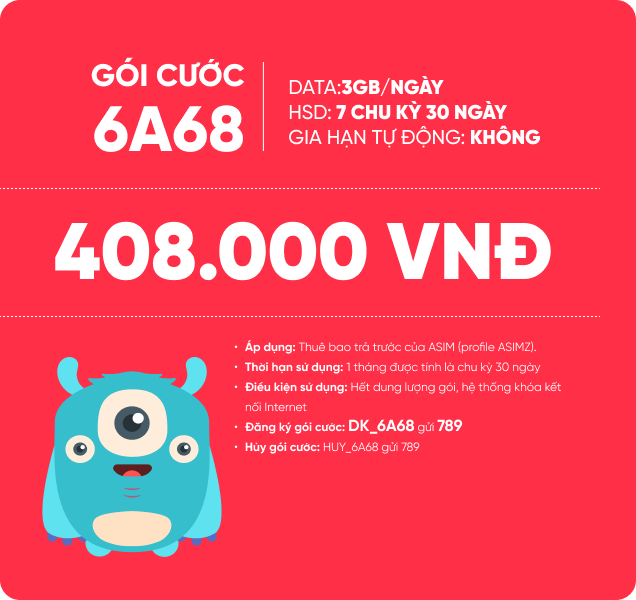 GÓI CƯỚC
6A68
DATA:3GB/NGÀY
HSD: 7 CHU KỲ 30 NGÀY
GIA HẠN TỰ ĐỘNG: KHÔNG
408.000 VNĐ
• Áp dụng: Thuê bao trả trước của ASIM (profile ASIMZ).
• Thời hạn sử dụng: 1 tháng được tính là chu kỳ 30 ngày
• Điều kiện sử dụng: Hết dung lượng gói, hệ thống khóa kết
nối Internet
• Đăng ký gói cước: DK_6A68 gửi 789
• Hủy gói cước: HUY_6A68 gửi 789